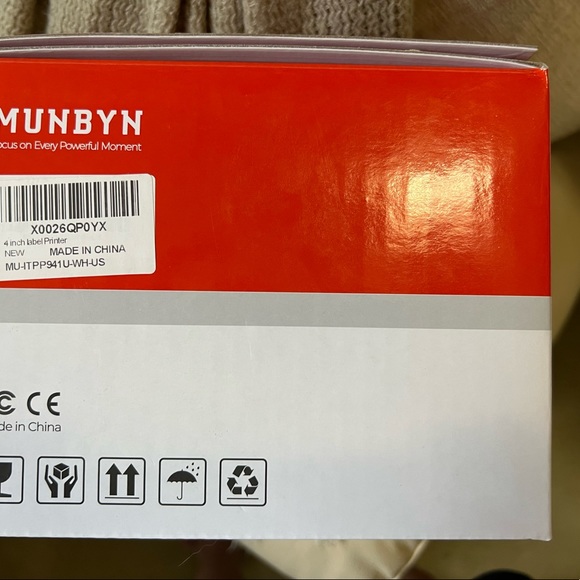 MUNBYN
ocus on Every Powerful Moment
X0026QP0YX
4 inch label Printer
NEW MADE IN CHINA
MU-ITPP941U-WH-US
C CE
de in China